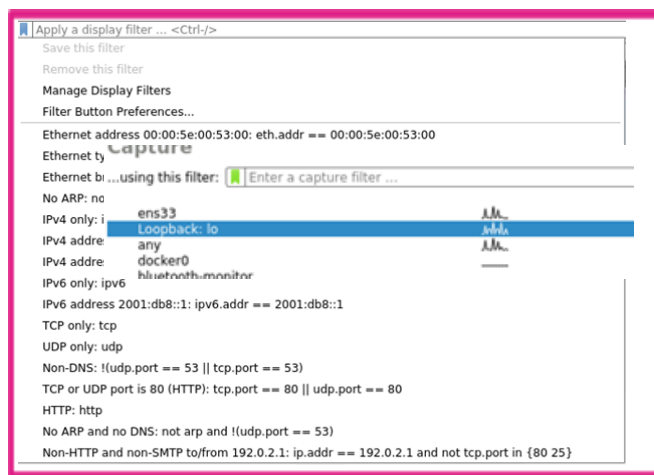 Apply a display filter ... <Ctrl-/>
Save this filter
Remove this filter
Manage Display Filters
Filter Button Preferences...
Ethernet address 00:00:5e:00:53:00: eth.addr == 00:00:5e:00:53:00
Ethernet ty
Capture
Ethernet b
...using this filter: Enter a capture filter ...
No ARP: no
IPv4 only: i
ens33
Loopback: lo
IPv4 addre
any
IPv4 addre
docker0
bluetooth-monitor
IPv6 only: ipv6
IPv6 address 2001:db8::1: ipv6.addr == 2001:db8::1
TCP only: tcp
UDP only: udp
Non-DNS: !(udp.port == 53 || tcp.port == 53)
TCP or UDP port is 80 (HTTP): tcp.port == 80 || udp.port == 80
HTTP: http
No ARP and no DNS: not arp and !(udp.port == 53)
Non-HTTP and non-SMTP to/from 192.0.2.1: ip.addr == 192.0.2.1 and not tcp.port in {80 25}